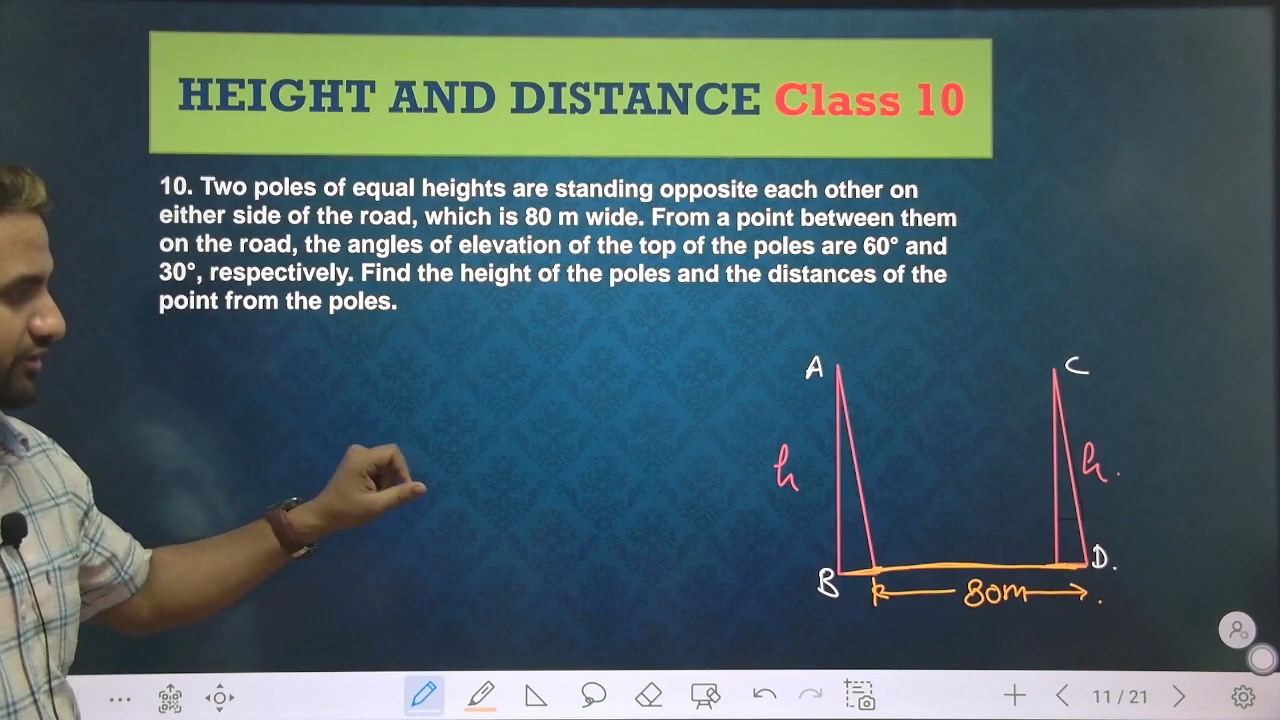 HEIGHT AND DISTANCE Class 10
10. Two poles of equal heights are standing opposite each other on
either side of the road, which is 80 m wide. From a point between them
on the road, the angles of elevation of the top of the poles are 60° and
30°, respectively. Find the height of the poles and the distances of the
point from the poles.
A C
h h.
B D.
80m
11 / 21